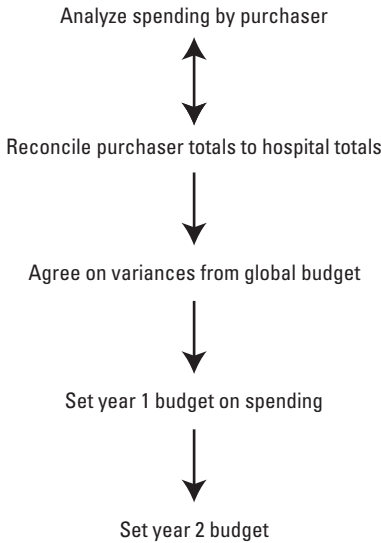 Analyze spending by purchaser
Reconcile purchaser totals to hospital totals
Agree on variances from global budget
Set year 1 budget on spending
Set year 2 budget